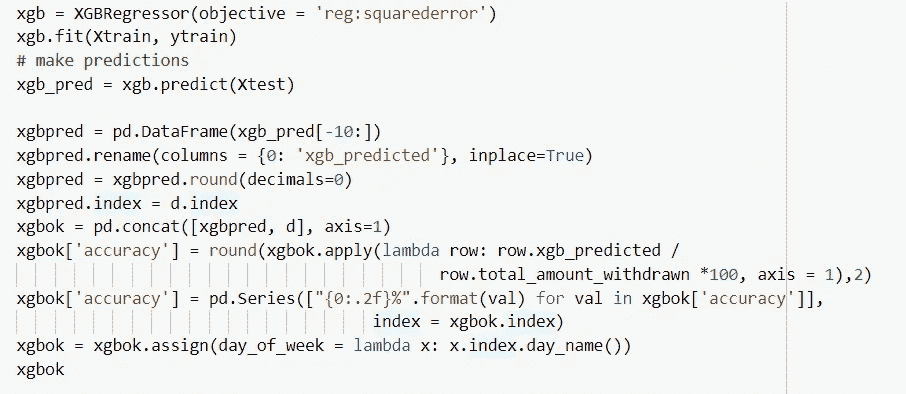 xgb = XGBRegressor(objective = 'reg:squarederror')
xgb.fit(Xtrain, ytrain)
# make predictions
xgb_pred = xgb.predict(Xtest)

xgbpred = pd.DataFrame(xgb_pred[-10:])
xgbpred.rename(columns = {0: 'xgb_predicted'}, inplace=True)
xgbpred = xgbpred.round(decimals=0)
xgbpred.index = d.index
xgbok = pd.concat([xgbpred, d], axis=1)
xgbok['accuracy'] = round(xgbok.apply(lambda row: row.xgb_predicted /
row.total_amount_withdrawn *100, axis = 1),2)
xgbok['accuracy'] = pd.Series(["{0:.2f}%".format(val) for val in xgbok['accuracy']],
index = xgbok.index)
xgbok = xgbok.assign(day_of_week = lambda x: x.index.day_name())
xgbok